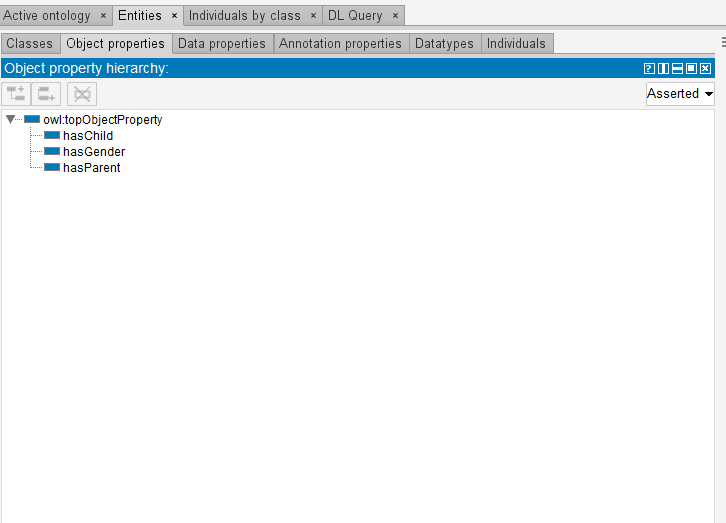 Active ontology × Entities × Individuals by class × DL Query ×
Classes Object properties Data properties Annotation properties Datatypes Individuals
Object property hierarchy: ?
Asserted
owl:topObjectProperty
hasChild
hasGender
hasParent